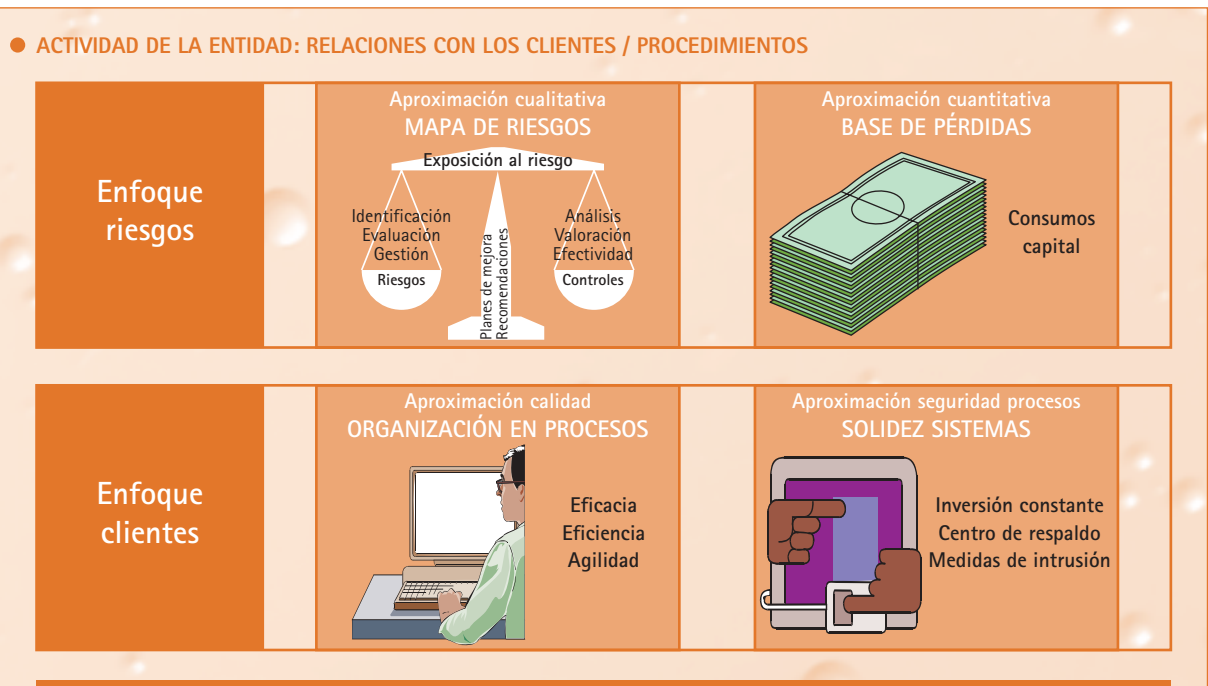 ACTIVIDAD DE LA ENTIDAD: RELACIONES CON LOS CLIENTES / PROCEDIMIENTOS
Enfoque
riesgos
Aproximación cualitativa
MAPA DE RIESGOS
Exposición al riesgo
Identificación
Evaluación
Gestión
Riesgos
Planes de mejora
Recomendaciones
Análisis
Valoración
Efectividad
Controles
Aproximación cuantitativa
BASE DE PÉRDIDAS
Consumos
capital
Enfoque
clientes
Aproximación calidad
ORGANIZACIÓN EN PROCESOS
Eficacia
Eficiencia
Agilidad
Aproximación seguridad procesos
SOLIDEZ SISTEMAS
Inversión constante
Centro de respaldo
Medidas de intrusión